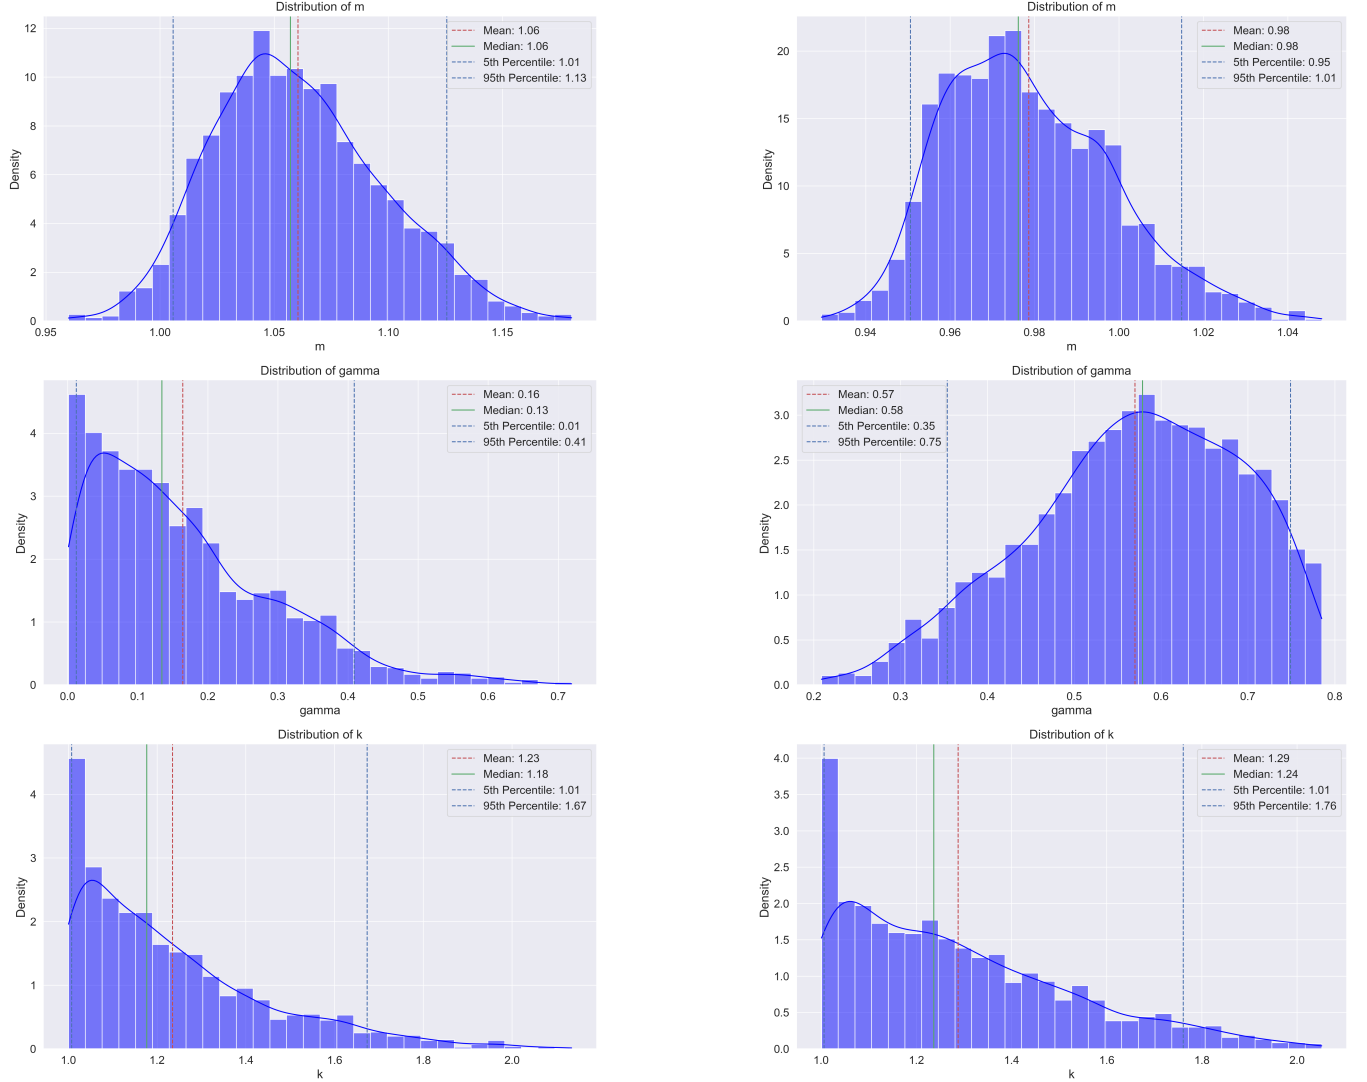 Distribution of m
Mean: 1.06
Median: 1.06
5th Percentile: 1.01
95th Percentile: 1.13
Density
12
10
8
6
4
2
0
0.95 1.00 1.05 1.10 1.15
m
Distribution of m
Mean: 0.98
Median: 0.98
5th Percentile: 0.95
95th Percentile: 1.01
Density
20
15
10
5
0
0.94 0.96 0.98 1.00 1.02 1.04
m
Distribution of gamma
Mean: 0.16
Median: 0.13
5th Percentile: 0.01
95th Percentile: 0.41
Density
4
3
2
1
0
0.0 0.1 0.2 0.3 0.4 0.5 0.6 0.7
gamma
Distribution of gamma
Mean: 0.57
Median: 0.58
5th Percentile: 0.35
95th Percentile: 0.75
Density
3.0
2.5
2.0
1.5
1.0
0.5
0.0
0.2 0.3 0.4 0.5 0.6 0.7 0.8
gamma
Distribution of k
Mean: 1.23
Median: 1.18
5th Percentile: 1.01
95th Percentile: 1.67
Density
4
3
2
1
0
1.0 1.2 1.4 1.6 1.8 2.0
k
Distribution of k
Mean: 1.29
Median: 1.24
5th Percentile: 1.01
95th Percentile: 1.76
Density
4.0
3.5
3.0
2.5
2.0
1.5
1.0
0.5
0.0
1.0 1.2 1.4 1.6 1.8 2.0
k